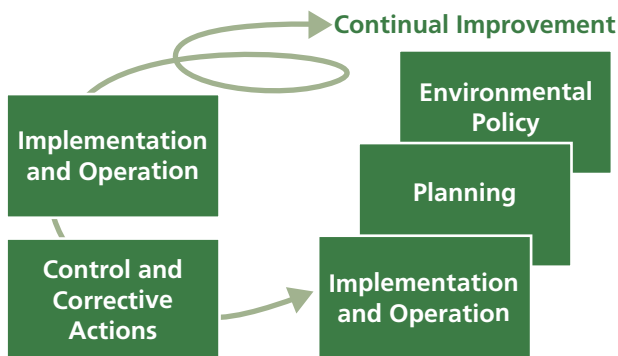 Continual Improvement
Environmental
Policy
Implementation
and Operation
Planning
Control and
Corrective
Actions
Implementation
and Operation